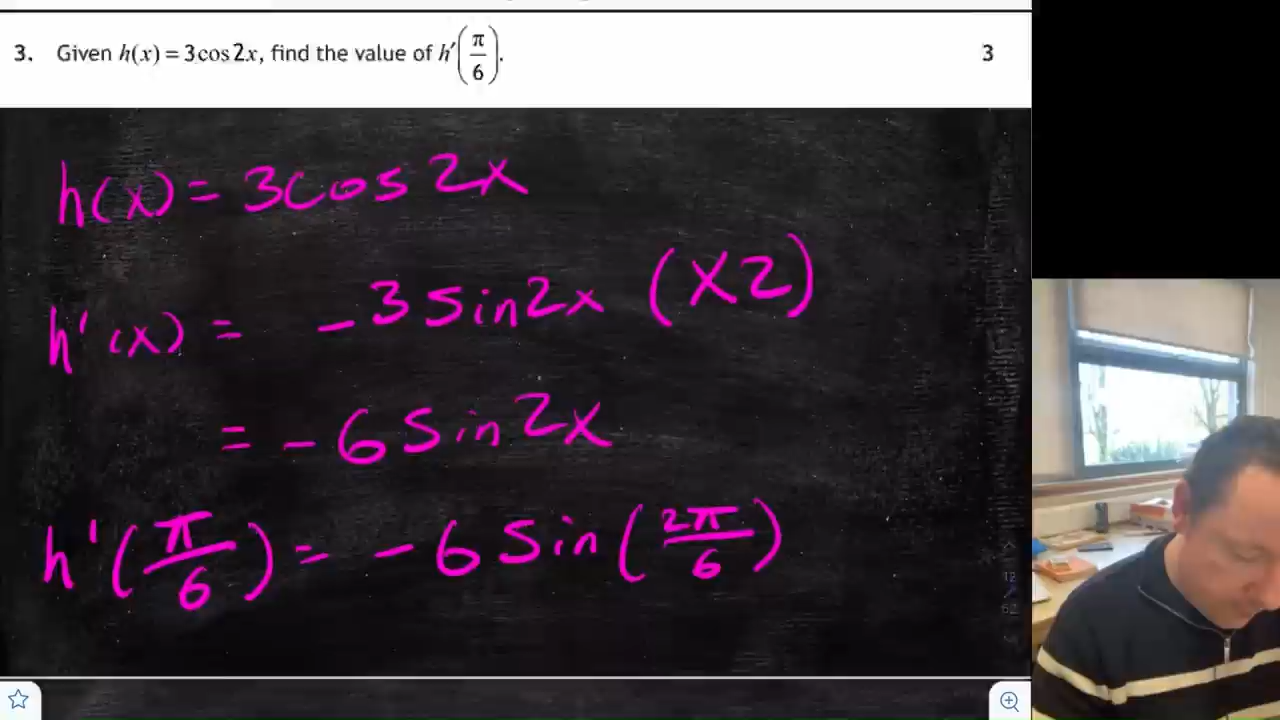 3. Given h(x) = 3cos 2x, find the value of h′(π/6). 3
h(x) = 3cos 2x
h'(x) = -3 sin 2x (×2)
= -6 sin 2x
h'(π/6) = -6 sin(2π/6)